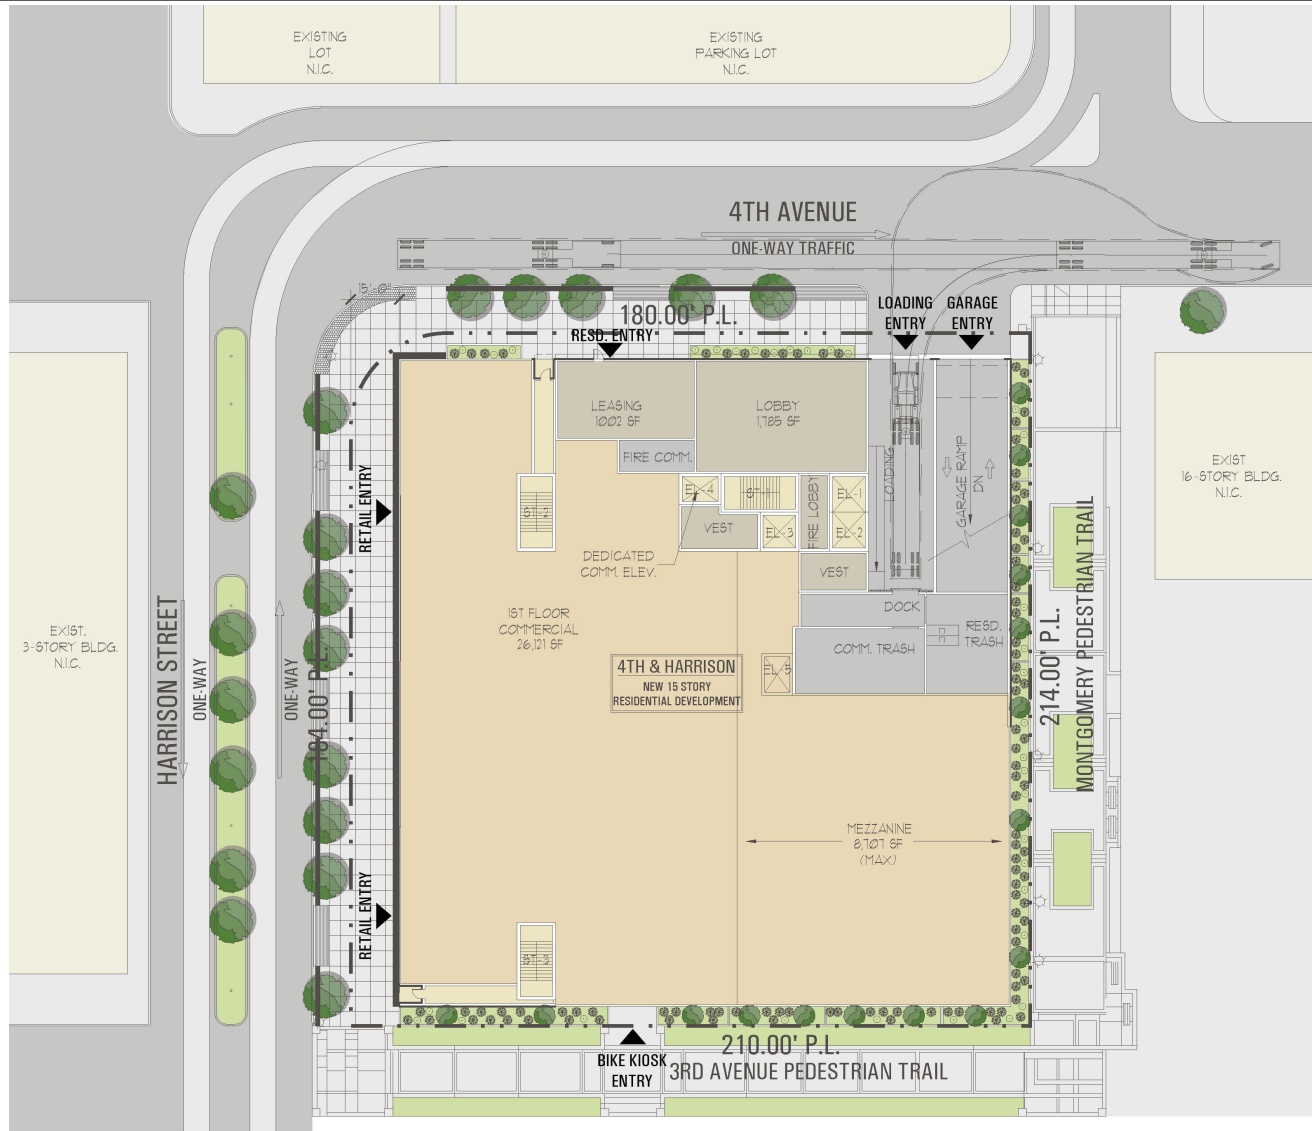 EXISTING
LOT
N.I.C.
EXISTING
PARKING LOT
N.I.C.
4TH AVENUE
ONE-WAY TRAFFIC
15'-0"
180.00' P.L.
RESD. ENTRY
LOADING
ENTRY
GARAGE
ENTRY
LEASING
1002 SF
LOBBY
1,785 SF
FIRE COMM.
EL-4
ST-1
FIRE LOBBY
EL-1
EL-2
EL-3
VEST
VEST
LOADING
GARAGE RAMP
DN
ST-2
RETAIL ENTRY
DEDICATED
COMM. ELEV.
EXIST
16-STORY BLDG.
N.I.C.
1ST FLOOR
COMMERCIAL
26,121 SF
DOCK
RESD.
TRASH
COMM. TRASH
EL-5
4TH & HARRISON
NEW 15 STORY
RESIDENTIAL DEVELOPMENT
EXIST.
3-STORY BLDG.
N.I.C.
HARRISON STREET
ONE-WAY
ONE-WAY
184.00' P.L.
214.00' P.L.
MONTGOMERY PEDESTRIAN TRAIL
MEZZANINE
8,707 SF
(MAX)
RETAIL ENTRY
ST-3
BIKE KIOSK
ENTRY
210.00' P.L.
3RD AVENUE PEDESTRIAN TRAIL